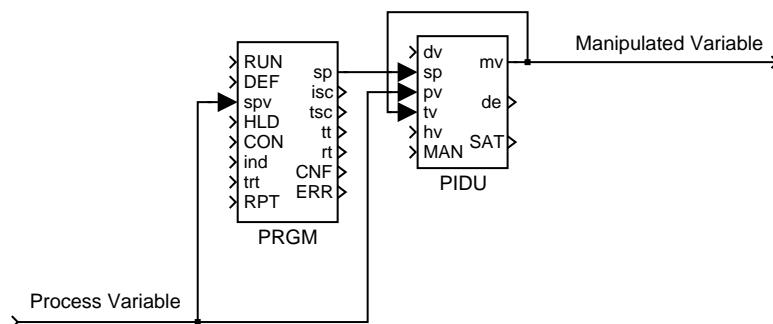 Manipulated Variable
RUN
DEF
spv
HLD
CON
ind
trt
RPT
sp
isc
tsc
tt
rt
CNF
ERR
PRGM
dv
sp
pv
tv
hv
MAN
mv
de
SAT
PIDU
Process Variable